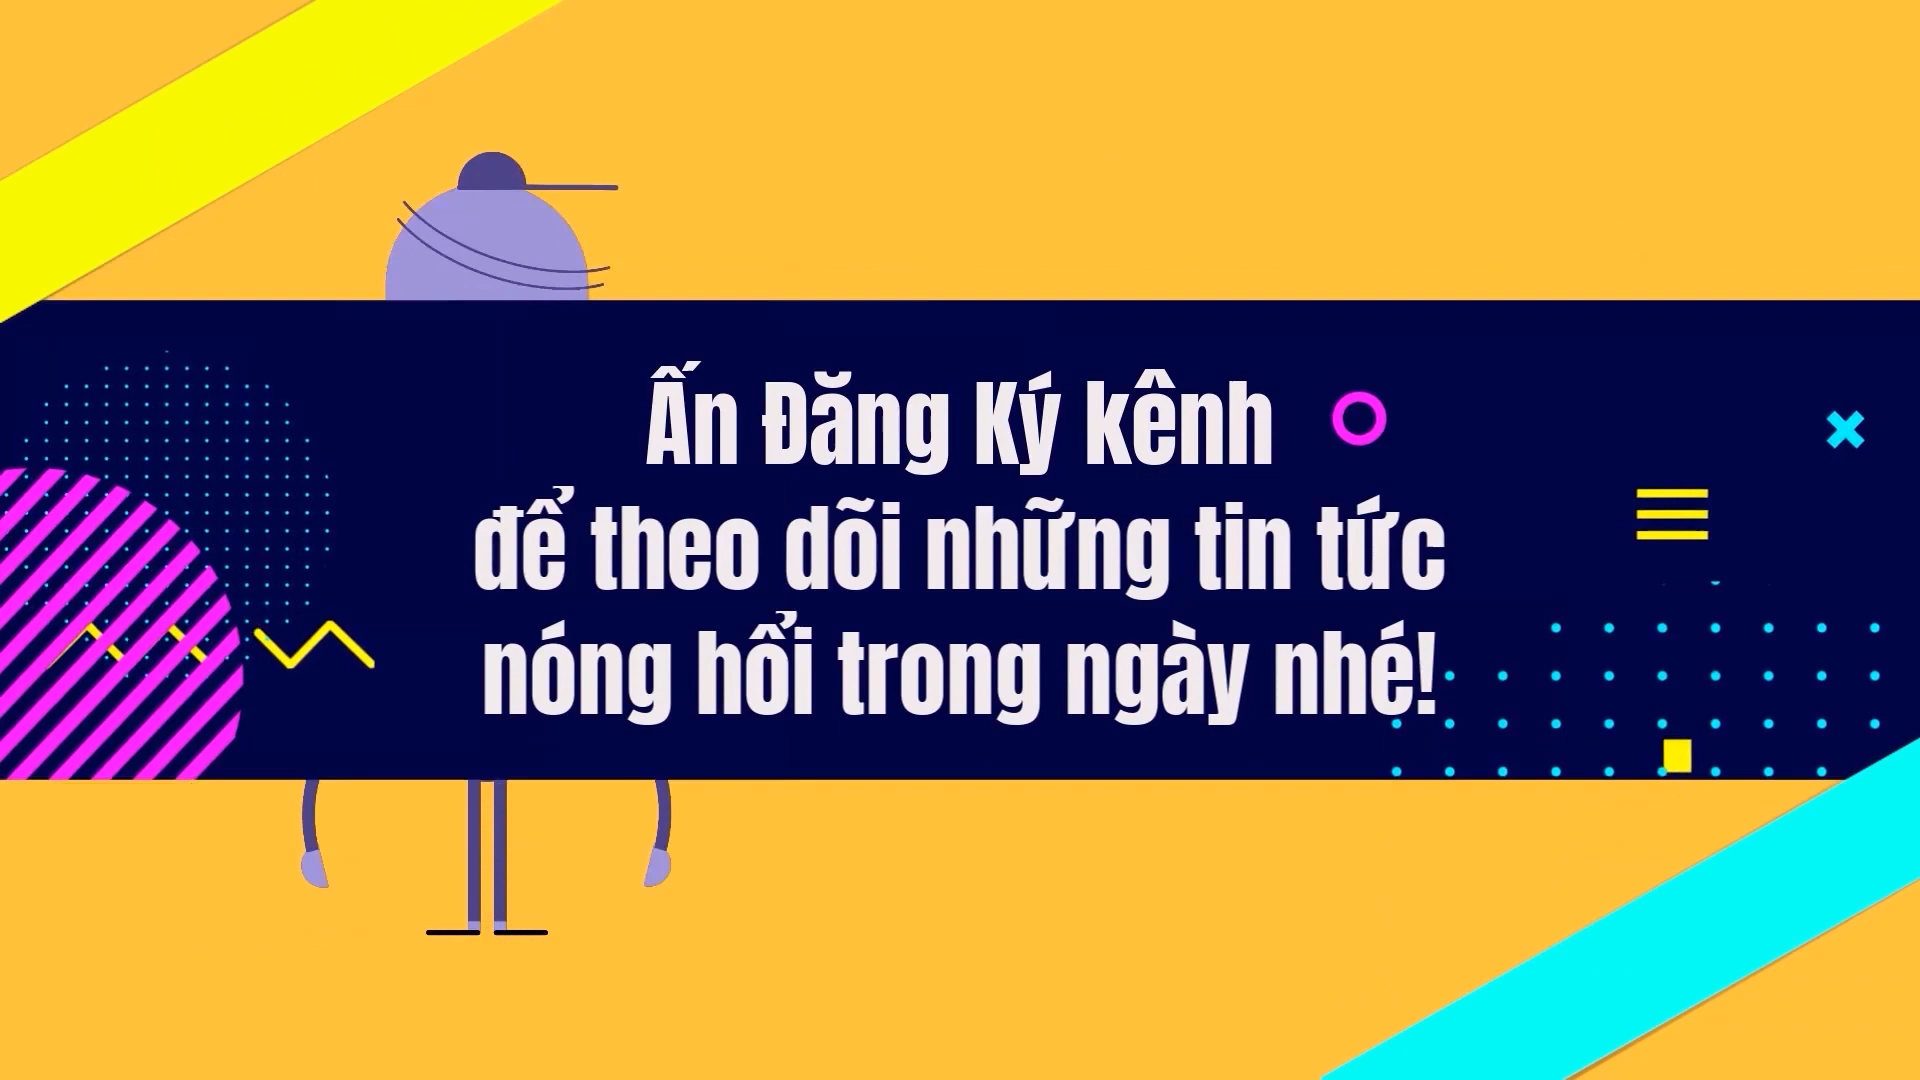 Ấn Đăng Ký kênh
để theo dõi những tin tức
nóng hổi trong ngày nhé!